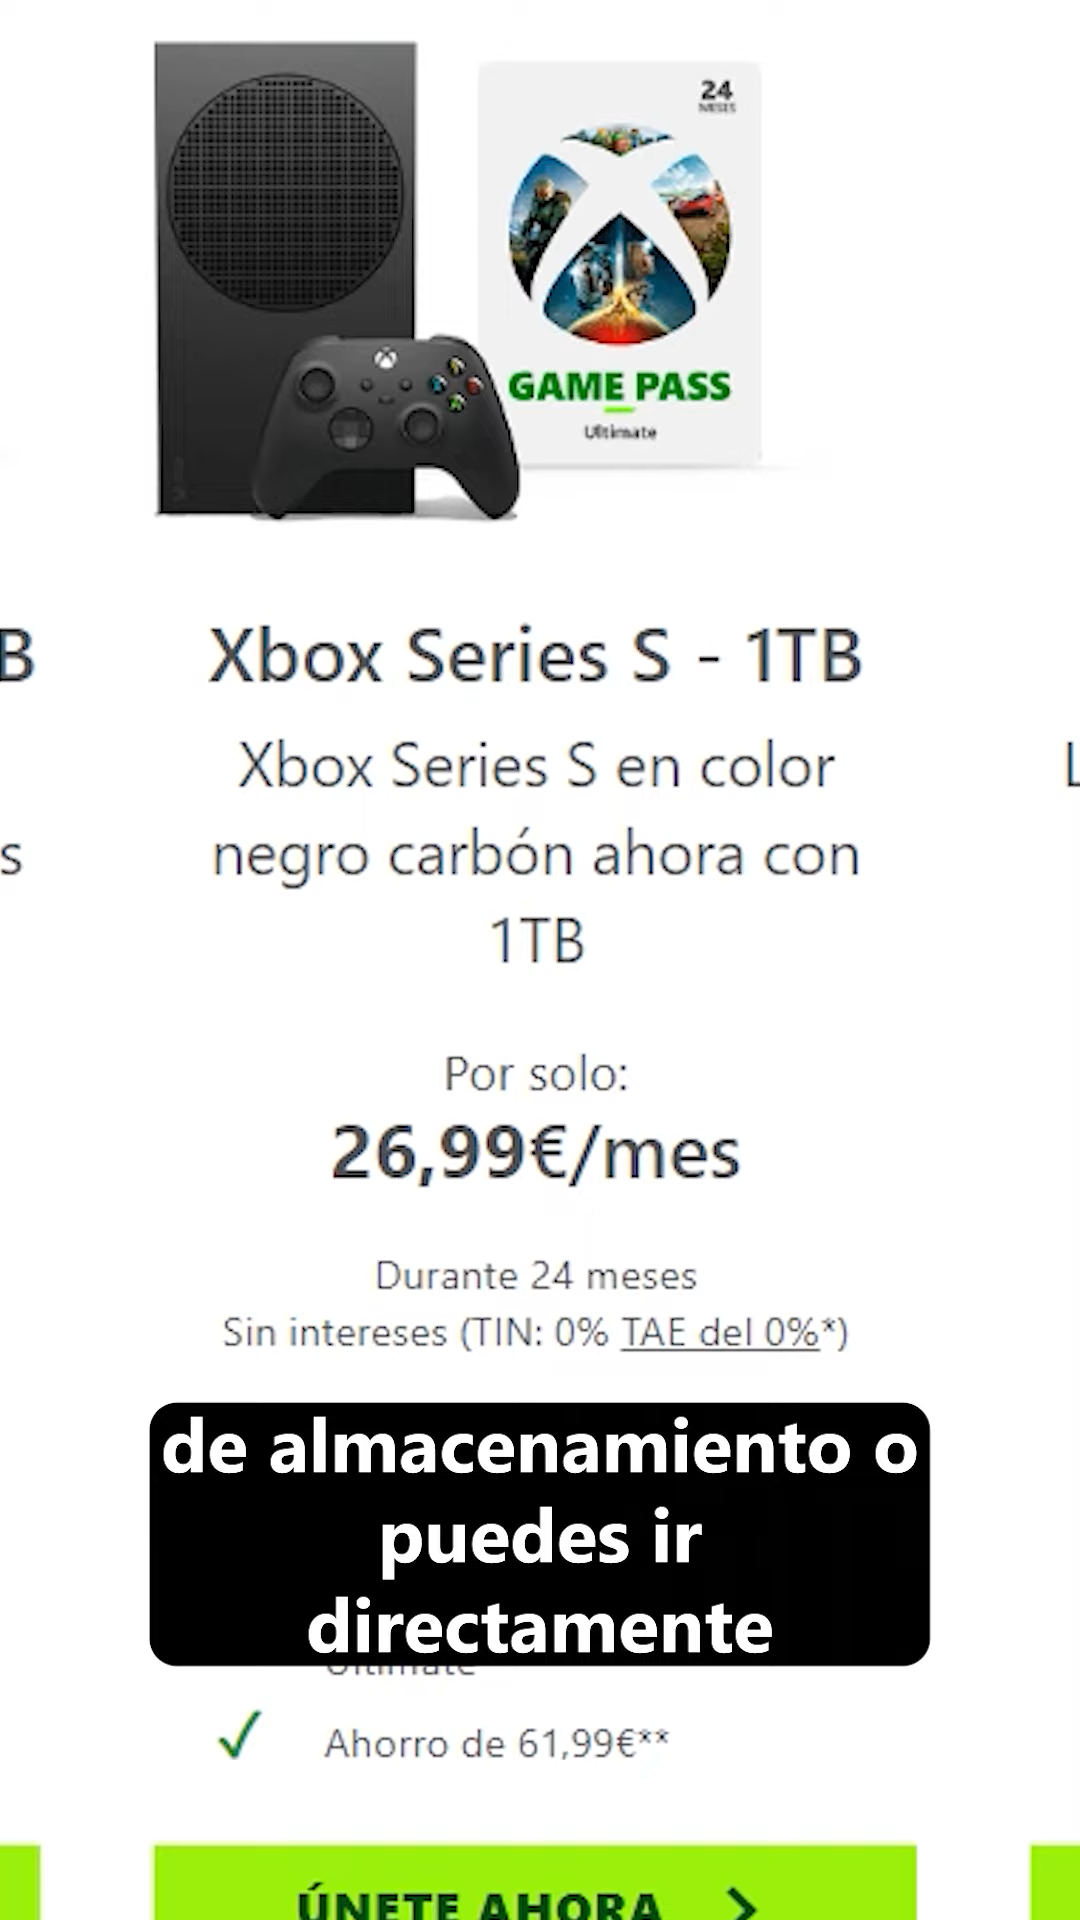 24
MESES
GAME PASS
Ultimate
B
Xbox Series S - 1TB
Xbox Series S en color
L
s
negro carbón ahora con
1TB
Por solo:
26,99€/mes
Durante 24 meses
Sin intereses (TIN: 0% TAE del 0%*)
de almacenamiento o
puedes ir
directamente
Ultimate
✓ Ahorro de 61,99€**
ÚNETE AHORA >